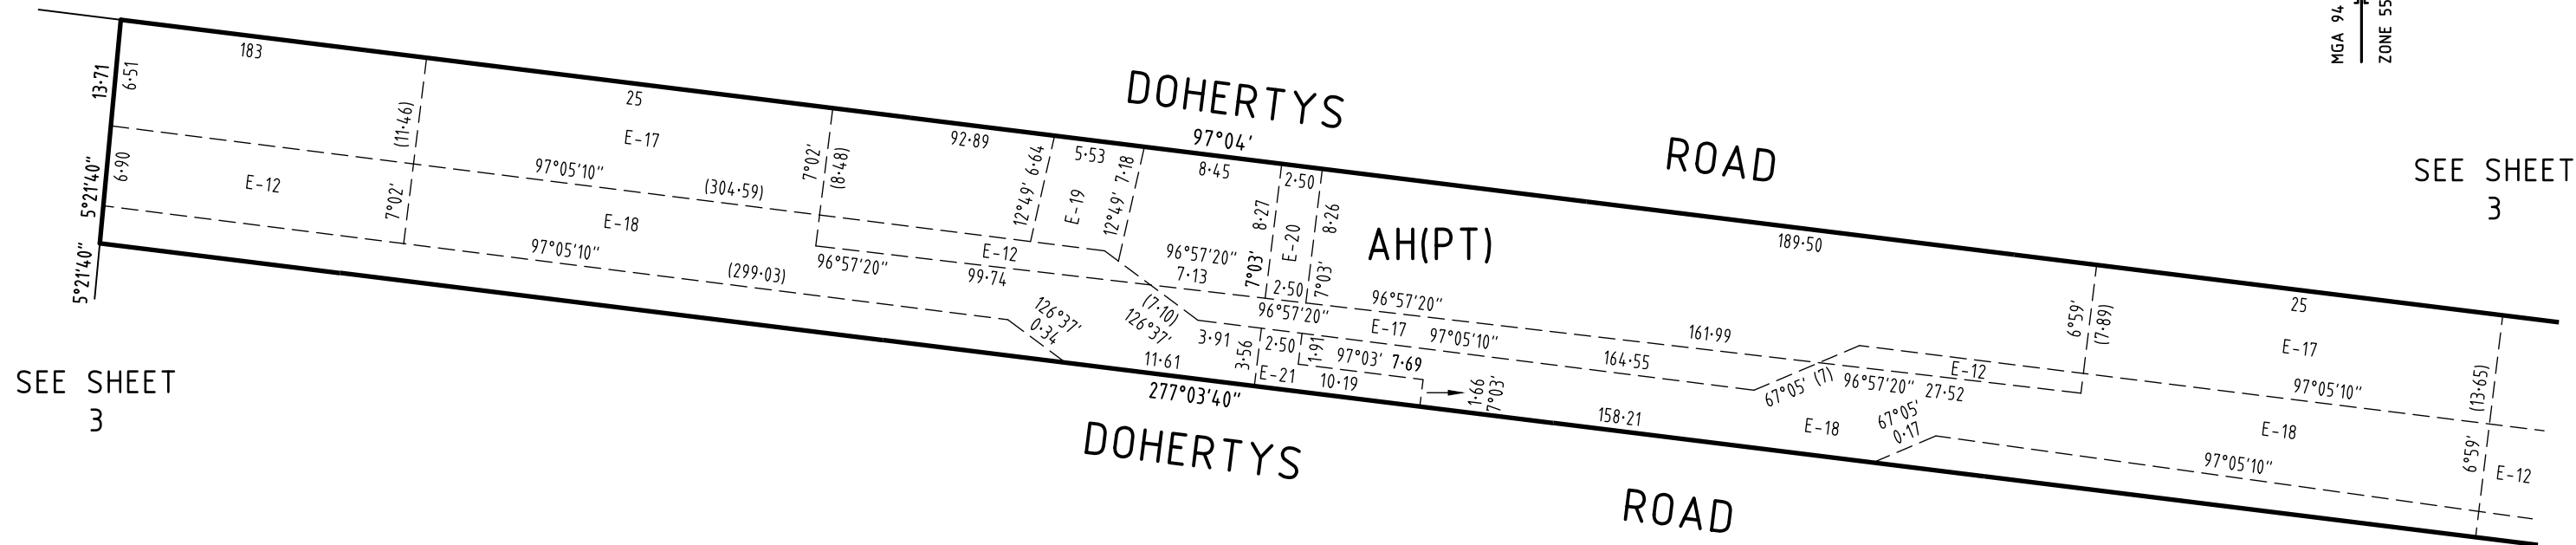 MGA 94
ZONE 55
DOHERTYS
ROAD
97°04'
183
25
92·89
5·53
8·45
2·50
189·50
25
13·71
6·51
6·90
5°21'40"
5°21'40"
(11·46)
7°02'
E-12
E-17
97°05'10"
(304·59)
E-18
97°05'10"
(299·03)
7°02'
(8·48)
12°49' 6·64
E-19
12°49' 7·18
E-12
96°57'20"
99·74
96°57'20"
7·13
7°03' 8·27
E-20
2·50
7°03' 8·26
AH(PT)
96°57'20"
96°57'20"
161·99
126°37'
0·34
(7·10)
126°37'
3·91
E-17
97°05'10"
164·55
3·56
2·50
1·91
97°03' 7·69
E-21
10·19
11·61
1·66
7°03'
158·21
67°05' (7)
E-12
96°57'20" 27·52
6°59'
(7·89)
E-18
67°05'
0·17
E-17
97°05'10"
E-18
97°05'10"
(13·65)
6°59'
E-12
277°03'40"
DOHERTYS
ROAD
SEE SHEET
3
SEE SHEET
3